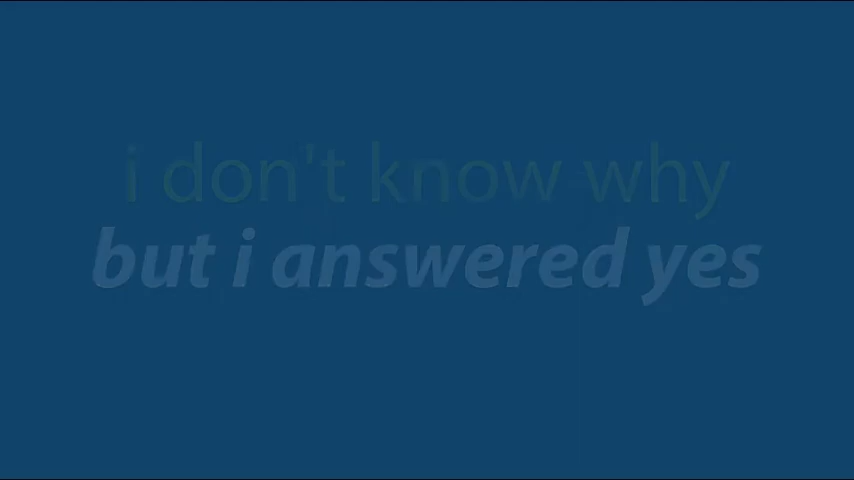 i don't know why
but i answered yes